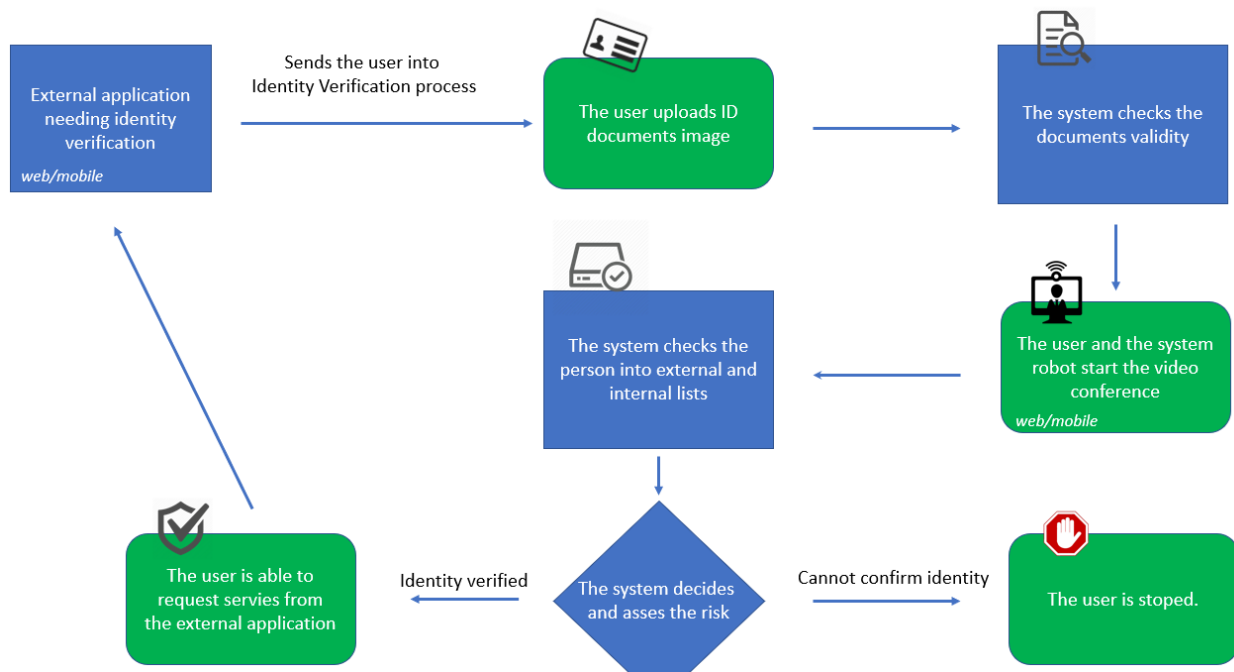 External application
needing identity
verification
web/mobile
Sends the user into
Identity Verification process
The user uploads ID
documents image
The system checks the
documents validity
The user and the system
robot start the video
conference
web/mobile
The system checks the
person into external and
internal lists
The system decides
and asses the risk
Identity verified
The user is able to
request servies from
the external application
Cannot confirm identity
The user is stoped.